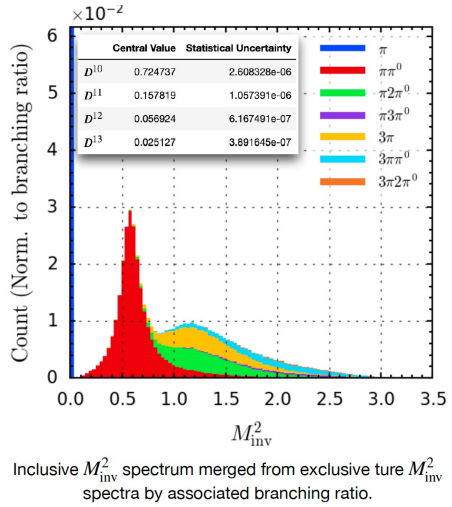 ×10⁻²
Central Value Statistical Uncertainty
D¹⁰ 0.724737 2.608328e-06
D¹¹ 0.157819 1.057391e-06
D¹² 0.056924 6.167491e-07
D¹³ 0.025127 3.891645e-07
π
ππ⁰
π2π⁰
π3π⁰
3π
3ππ⁰
3π2π⁰
Count (Norm. to branching ratio)
6
5
4
3
2
1
0
0.0 0.5 1.0 1.5 2.0 2.5 3.0 3.5
M²inv
Inclusive M²inv spectrum merged from exclusive ture M²inv
spectra by associated branching ratio.